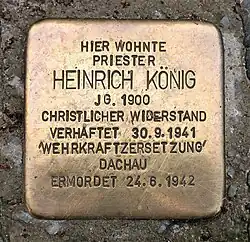 HIER WOHNTE
PRIESTER
HEINRICH KÖNIG
JG. 1900
CHRISTLICHER WIDERSTAND
VERHAFTET 30.9.1941
'WEHRKRAFTZERSETZUNG'
DACHAU
ERMORDET 24.6.1942